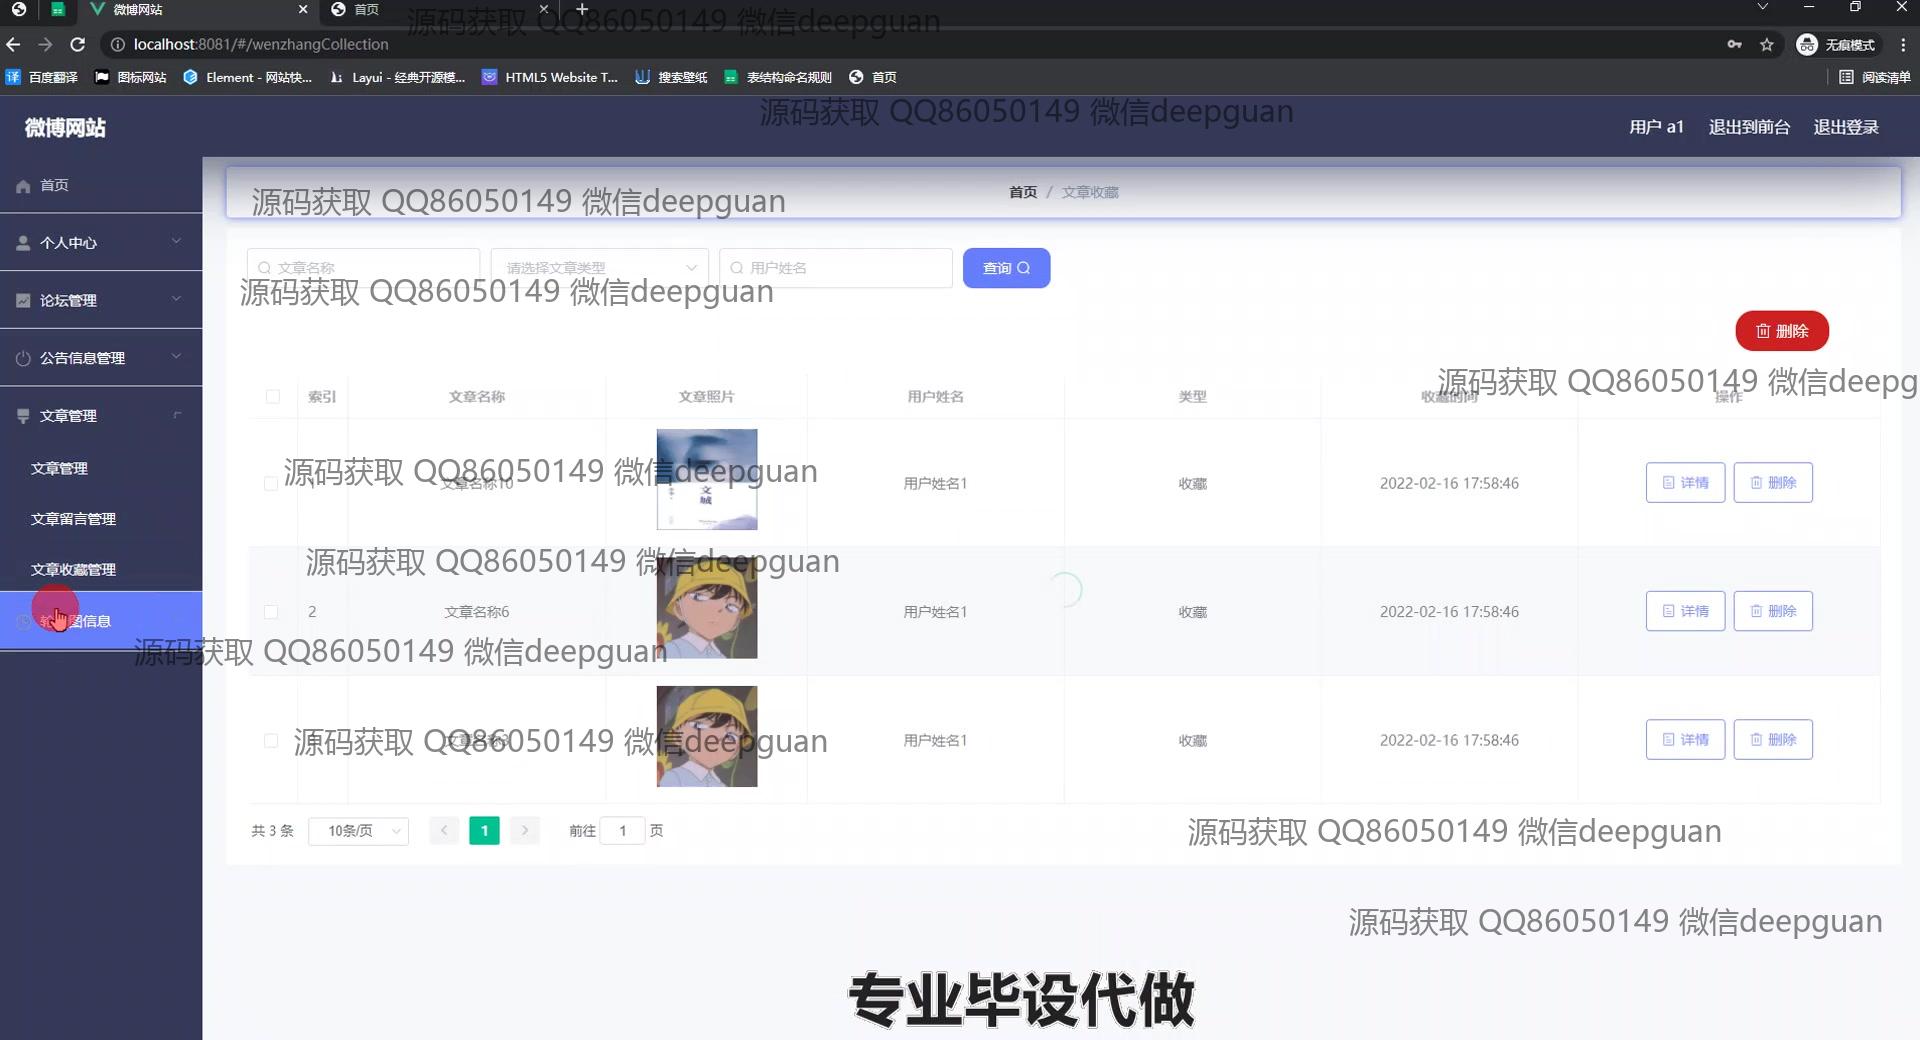 微博网站
首页
源码获取 QQ86050149 微信deepguan
localhost:8081/#/wenzhangCollection
无痕模式
百度翻译
图标网站
Element - 网站快...
Layui - 经典开源模...
HTML5 Website T...
搜索壁纸
表结构命名规则
首页
阅读清单
源码获取 QQ86050149 微信deepguan
微博网站
用户 a1
退出到前台
退出登录
首页
个人中心
论坛管理
公告信息管理
文章管理
文章管理
文章留言管理
文章收藏管理
图信息
首页 / 文章收藏
源码获取 QQ86050149 微信deepguan
文章名称
请选择文章类型
用户姓名
查询
源码获取 QQ86050149 微信deepguan
删除
源码获取 QQ86050149 微信deepg
索引 文章名称 文章照片 用户姓名 类型 收藏时间 操作
源码获取 QQ86050149 微信deepguan
文章名称10 文城 用户姓名1 收藏 2022-02-16 17:58:46 详情 删除
源码获取 QQ86050149 微信deepguan
2 文章名称6 用户姓名1 收藏 2022-02-16 17:58:46 详情 删除
源码获取 QQ86050149 微信deepguan
源码获取 QQ86050149 微信deepguan
用户姓名1 收藏 2022-02-16 17:58:46 详情 删除
共 3 条 10条/页 1 前往 1 页
源码获取 QQ86050149 微信deepguan
源码获取 QQ86050149 微信deepguan
专业毕设代做